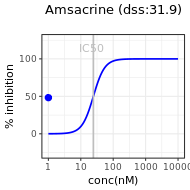 Amsacrine (dss:31.9)
IC50
100
50
0
% inhibition
1 10 100 1000 10000
conc(nM)